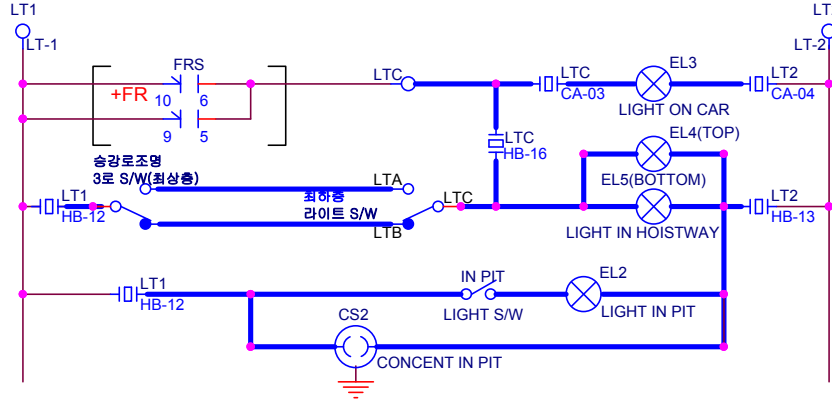 LT1
LT-1
LT
LT-2
FRS
+FR
10
6
9
5
LTC
LTC
CA-03
EL3
LIGHT ON CAR
LT2
CA-04
LTC
HB-16
EL4(TOP)
EL5(BOTTOM)
승강로조명
3로 S/W(최상층)
LT1
HB-12
LTA
최하층
라이트 S/W
LTB
LTC
LIGHT IN HOISTWAY
LT2
HB-13
LT1
HB-12
IN PIT
LIGHT S/W
EL2
LIGHT IN PIT
CS2
CONCENT IN PIT